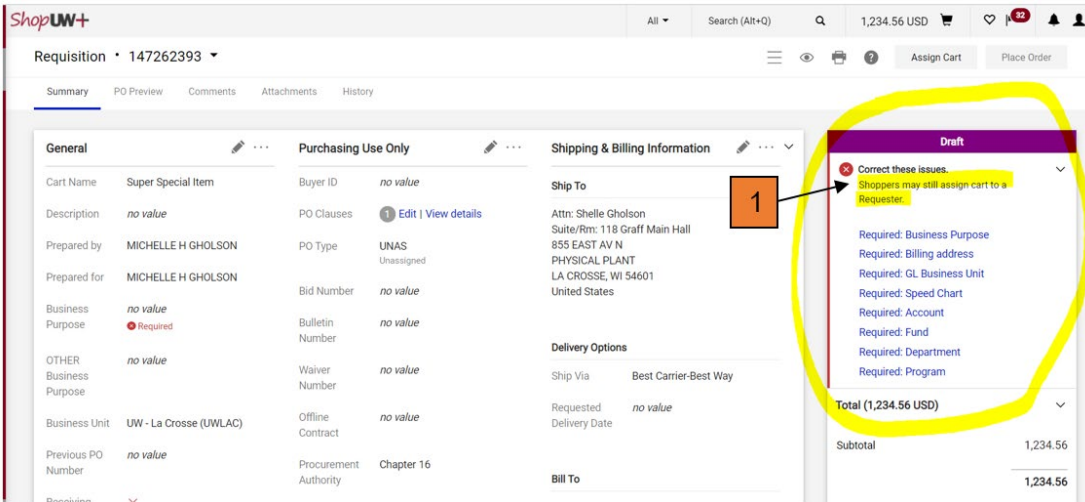 ShopUW+
All
Search (Alt+Q)
1,234.56 USD
32
Requisition • 147262393
Assign Cart
Place Order
Summary
PO Preview
Comments
Attachments
History
General
Cart Name Super Special Item
Description no value
Prepared by MICHELLE H GHOLSON
Prepared for MICHELLE H GHOLSON
Business Purpose no value
Required
OTHER Business Purpose no value
Business Unit UW - La Crosse (UWLAC)
Previous PO Number no value
Receiving
Purchasing Use Only
Buyer ID no value
PO Clauses 1 Edit | View details
PO Type UNAS
Unassigned
Bid Number no value
Bulletin Number no value
Waiver Number no value
Offline Contract no value
Procurement Authority Chapter 16
Shipping & Billing Information
Ship To
Attn: Shelle Gholson
Suite/Rm: 118 Graff Main Hall
855 EAST AV N
PHYSICAL PLANT
LA CROSSE, WI 54601
United States
Delivery Options
Ship Via Best Carrier-Best Way
Requested Delivery Date no value
Bill To
1
Draft
Correct these issues.
Shoppers may still assign cart to a
Requester.
Required: Business Purpose
Required: Billing address
Required: GL Business Unit
Required: Speed Chart
Required: Account
Required: Fund
Required: Department
Required: Program
Total (1,234.56 USD)
Subtotal 1,234.56
1,234.56